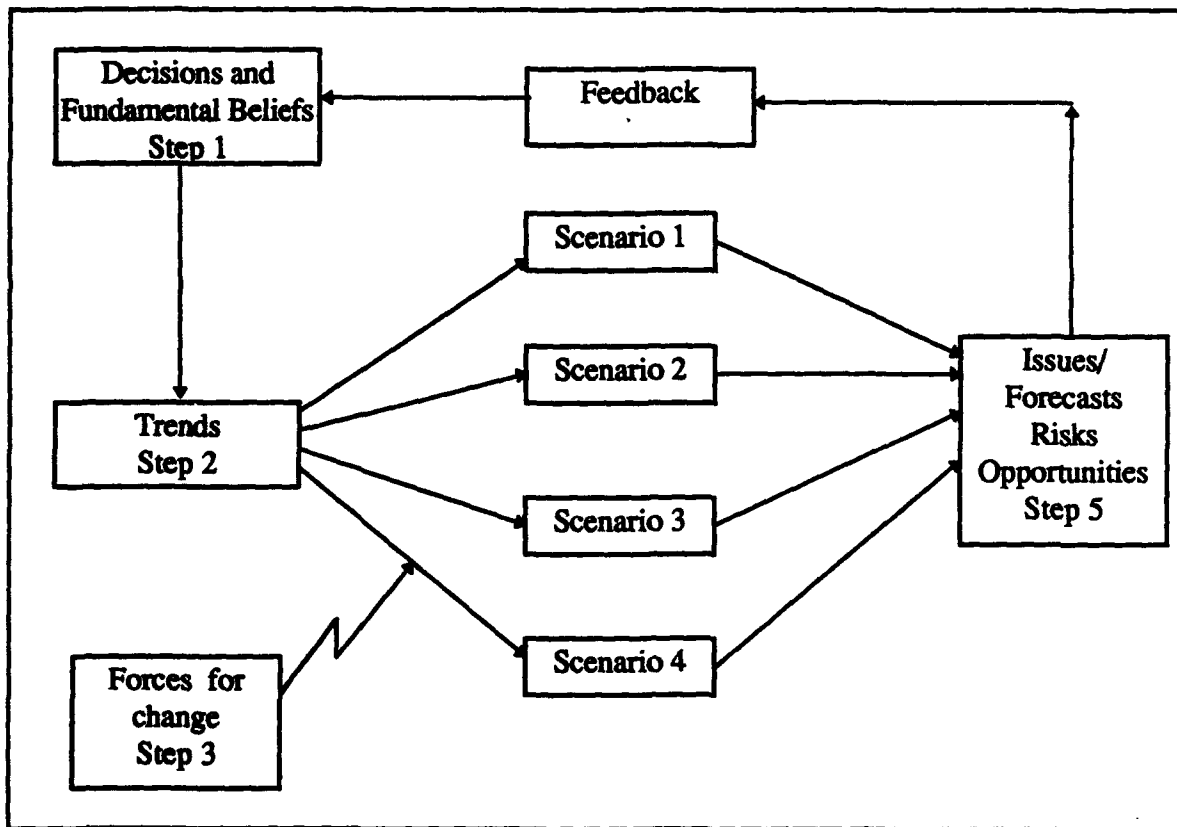 Decisions and
Fundamental Beliefs
Step 1
Feedback
Scenario 1
Scenario 2
Trends
Step 2
Scenario 3
Scenario 4
Forces for
change
Step 3
Issues/
Forecasts
Risks
Opportunities
Step 5